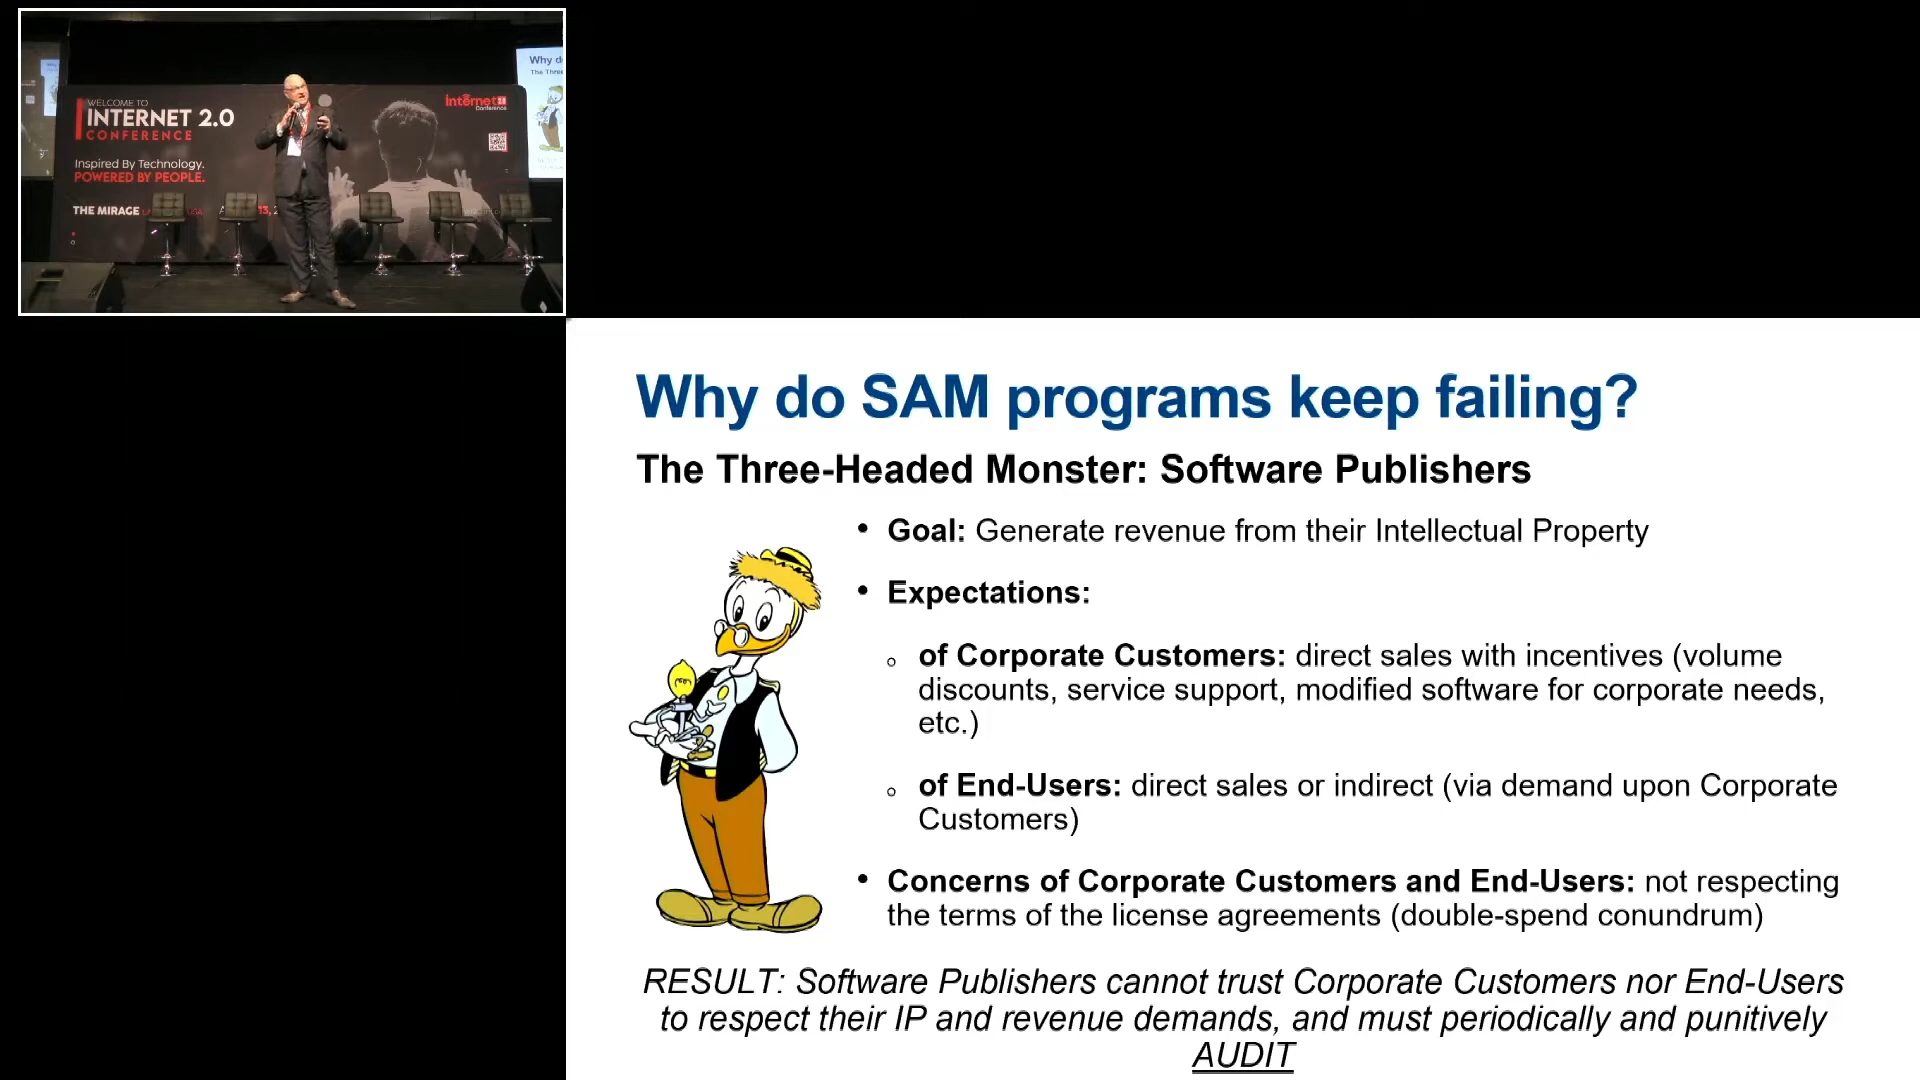 WELCOME TO
INTERNET 2.0
CONFERENCE
Inspired By Technology.
POWERED BY PEOPLE.
THE MIRAGE
internet 2.0
Conference
Why d
The Three
Why do SAM programs keep failing?
The Three-Headed Monster: Software Publishers
• Goal: Generate revenue from their Intellectual Property
• Expectations:
o of Corporate Customers: direct sales with incentives (volume
discounts, service support, modified software for corporate needs,
etc.)
o of End-Users: direct sales or indirect (via demand upon Corporate
Customers)
• Concerns of Corporate Customers and End-Users: not respecting
the terms of the license agreements (double-spend conundrum)
RESULT: Software Publishers cannot trust Corporate Customers nor End-Users
to respect their IP and revenue demands, and must periodically and punitively
AUDIT